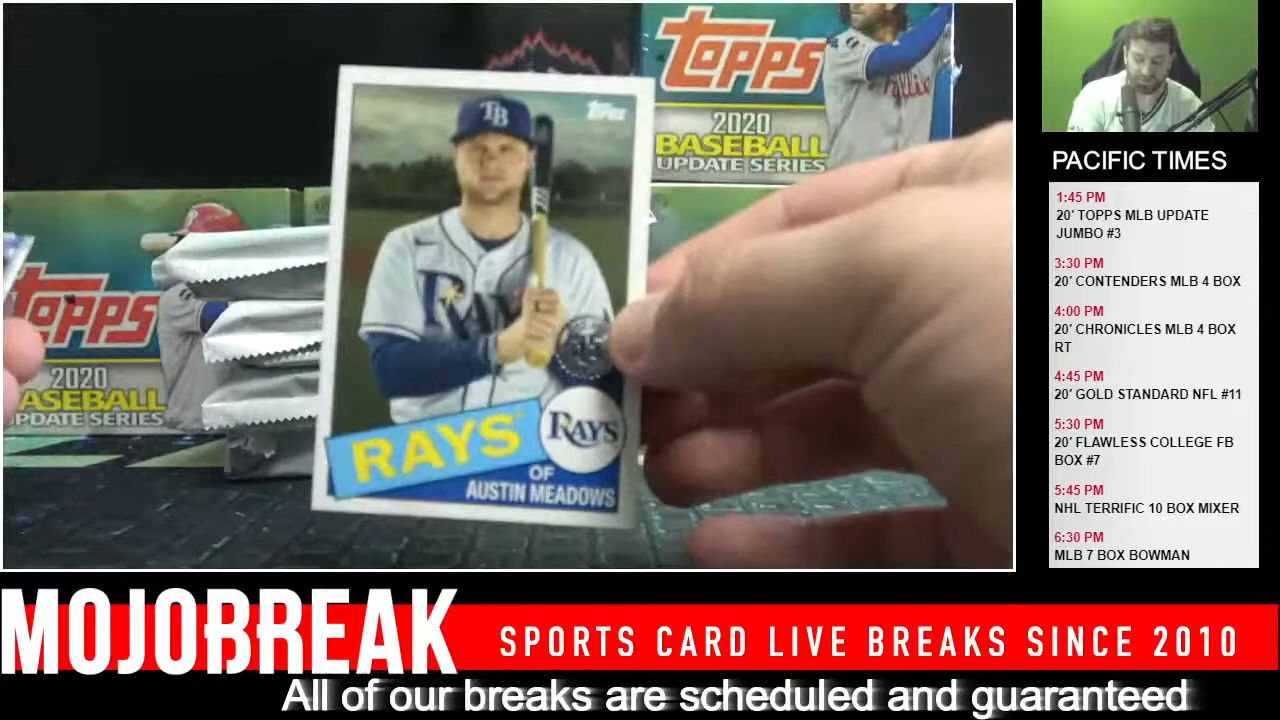 TOPPS
2020
BASEBALL
UPDATE SERIES
TB
Topps
RAYS
RAYS
OF
AUSTIN MEADOWS
TOPPS
2020
BASEBALL
UPDATE SERIES
PACIFIC TIMES
1:45 PM
20' TOPPS MLB UPDATE
JUMBO #3
3:30 PM
20' CONTENDERS MLB 4 BOX
4:00 PM
20' CHRONICLES MLB 4 BOX
RT
4:45 PM
20' GOLD STANDARD NFL #11
5:30 PM
20' FLAWLESS COLLEGE FB
BOX #7
5:45 PM
NHL TERRIFIC 10 BOX MIXER
6:30 PM
MLB 7 BOX BOWMAN
MOJOBREAK
SPORTS CARD LIVE BREAKS SINCE 2010
All of our breaks are scheduled and guaranteed